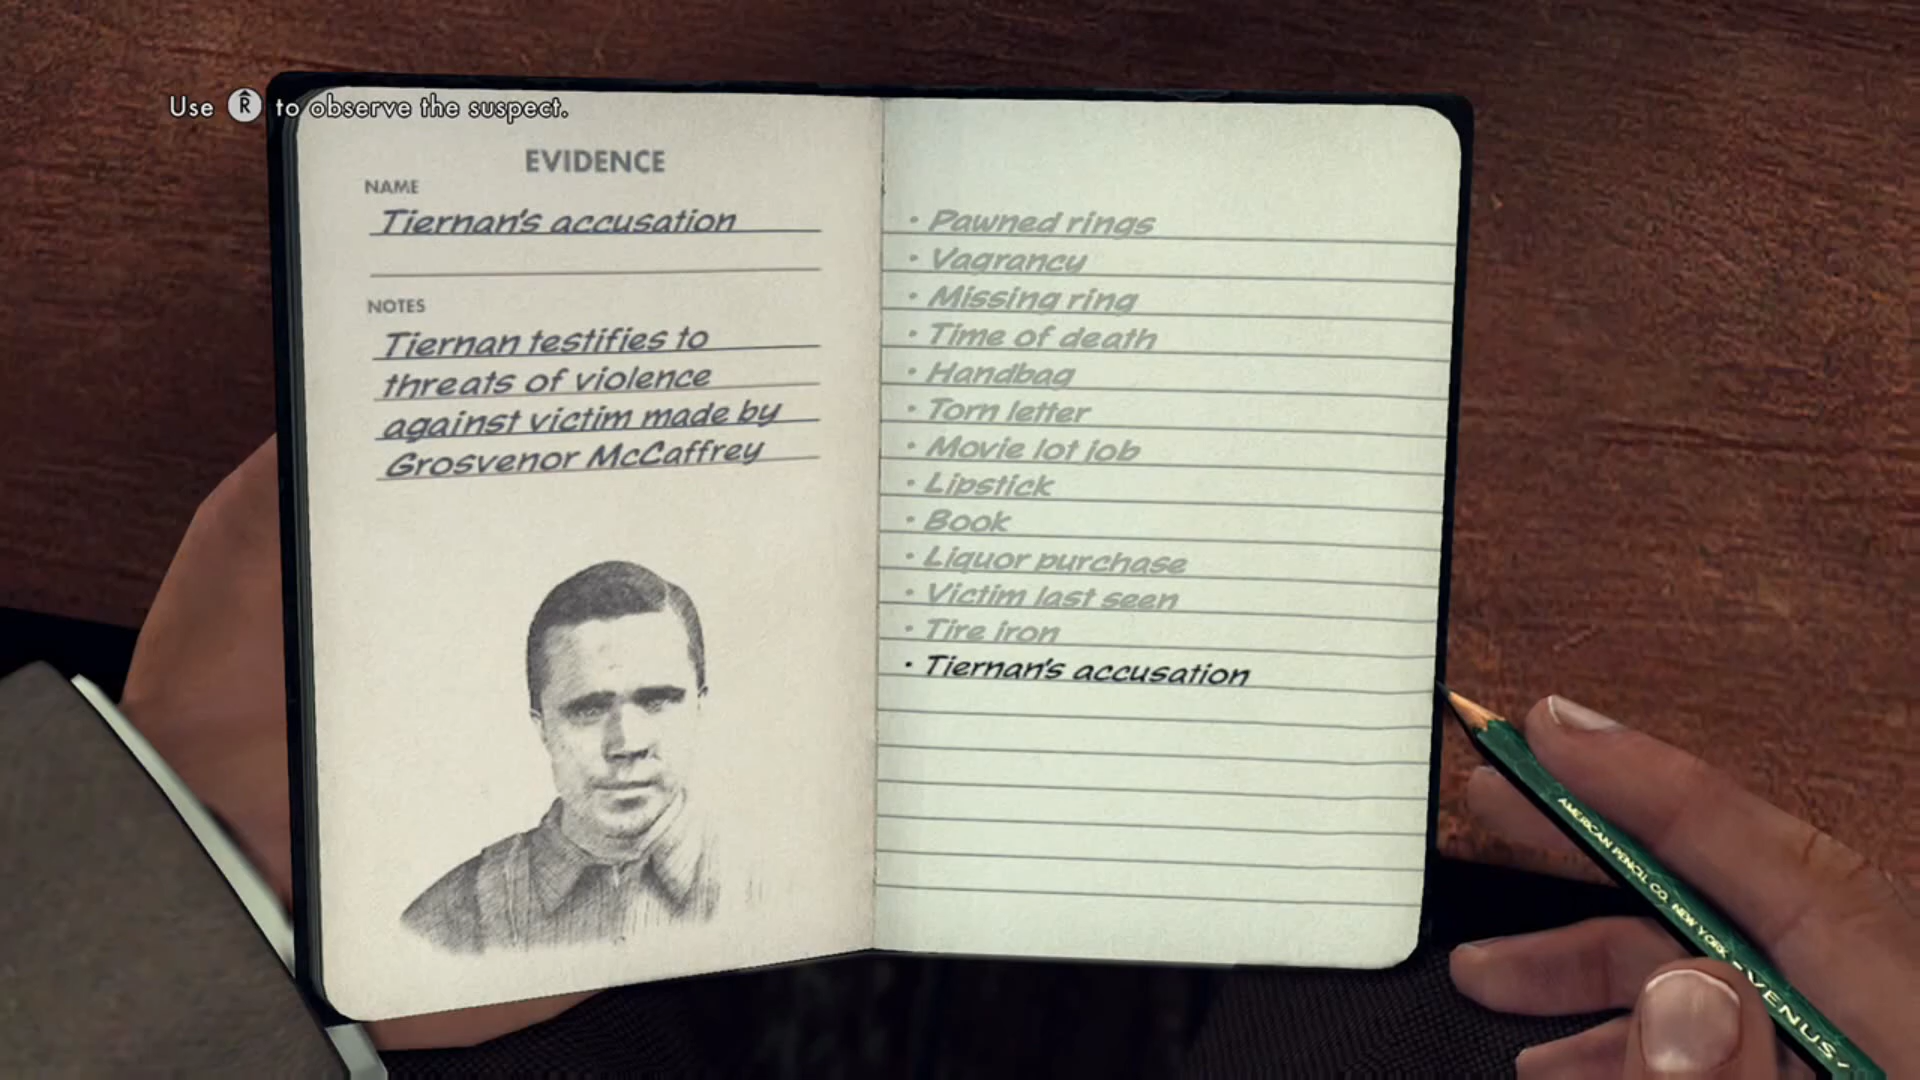 Use R to observe the suspect.
EVIDENCE
NAME
Tiernan's accusation
NOTES
Tiernan testifies to
threats of violence
against victim made by
Grosvenor McCaffrey
• Pawned rings
• Vagrancy
• Missing ring
• Time of death
• Handbag
• Torn letter
• Movie lot job
• Lipstick
• Book
• Liquor purchase
• Victim last seen
• Tire iron
• Tiernan's accusation
AMERICAN PENCIL CO. NEW YORK VENUS